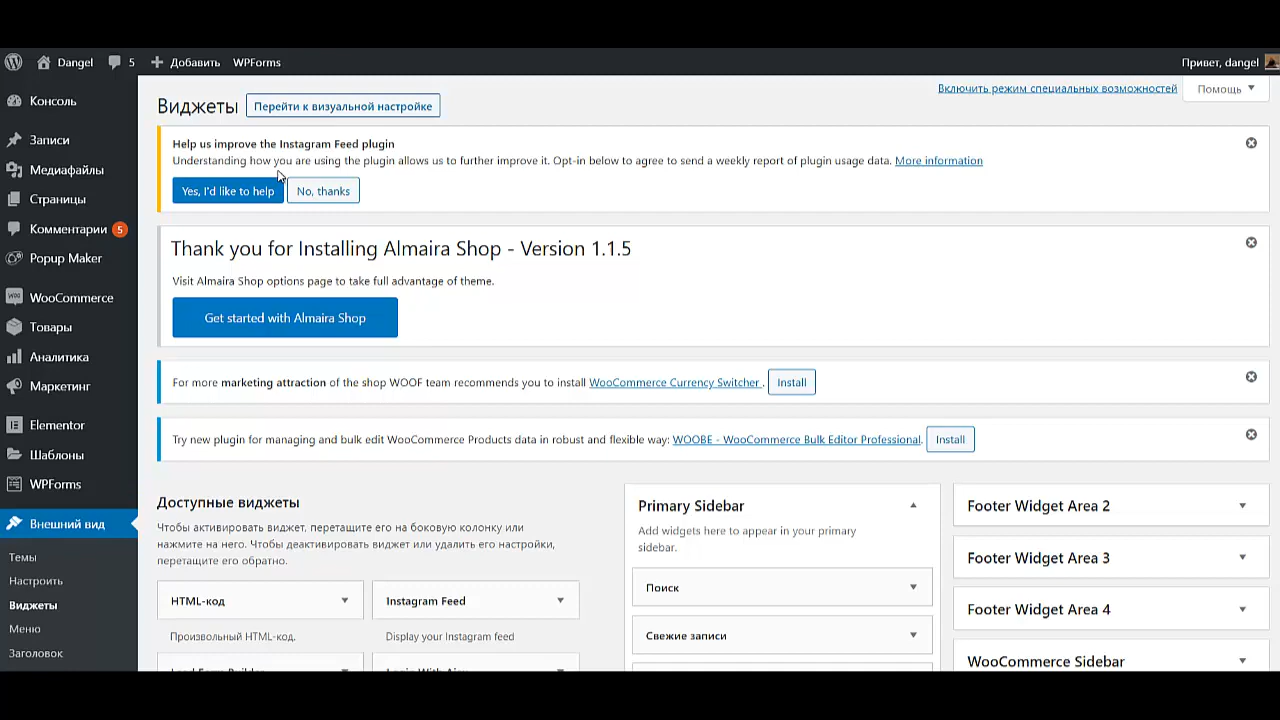 Dangel 5 Добавить WPForms Привет, dangel
Консоль
Записи
Медиафайлы
Страницы
Комментарии 5
Popup Maker
WooCommerce
Товары
Аналитика
Маркетинг
Elementor
Шаблоны
WPForms
Внешний вид
Темы
Настроить
Виджеты
Меню
Заголовок
Включить режим специальных возможностей Помощь
Виджеты Перейти к визуальной настройке
Help us improve the Instagram Feed plugin
Understanding how you are using the plugin allows us to further improve it. Opt-in below to agree to send a weekly report of plugin usage data. More information
Yes, I'd like to help No, thanks
Thank you for Installing Almaira Shop - Version 1.1.5
Visit Almaira Shop options page to take full advantage of theme.
Get started with Almaira Shop
For more marketing attraction of the shop WOOF team recommends you to install WooCommerce Currency Switcher . Install
Try new plugin for managing and bulk edit WooCommerce Products data in robust and flexible way: WOOBE - WooCommerce Bulk Editor Professional. Install
Доступные виджеты
Чтобы активировать виджет, перетащите его на боковую колонку или
нажмите на него. Чтобы деактивировать виджет или удалить его настройки,
перетащите его обратно.
HTML-код
Произвольный HTML-код.
Instagram Feed
Display your Instagram feed
Primary Sidebar
Add widgets here to appear in your primary
sidebar.
Поиск
Свежие записи
Footer Widget Area 2
Footer Widget Area 3
Footer Widget Area 4
WooCommerce Sidebar